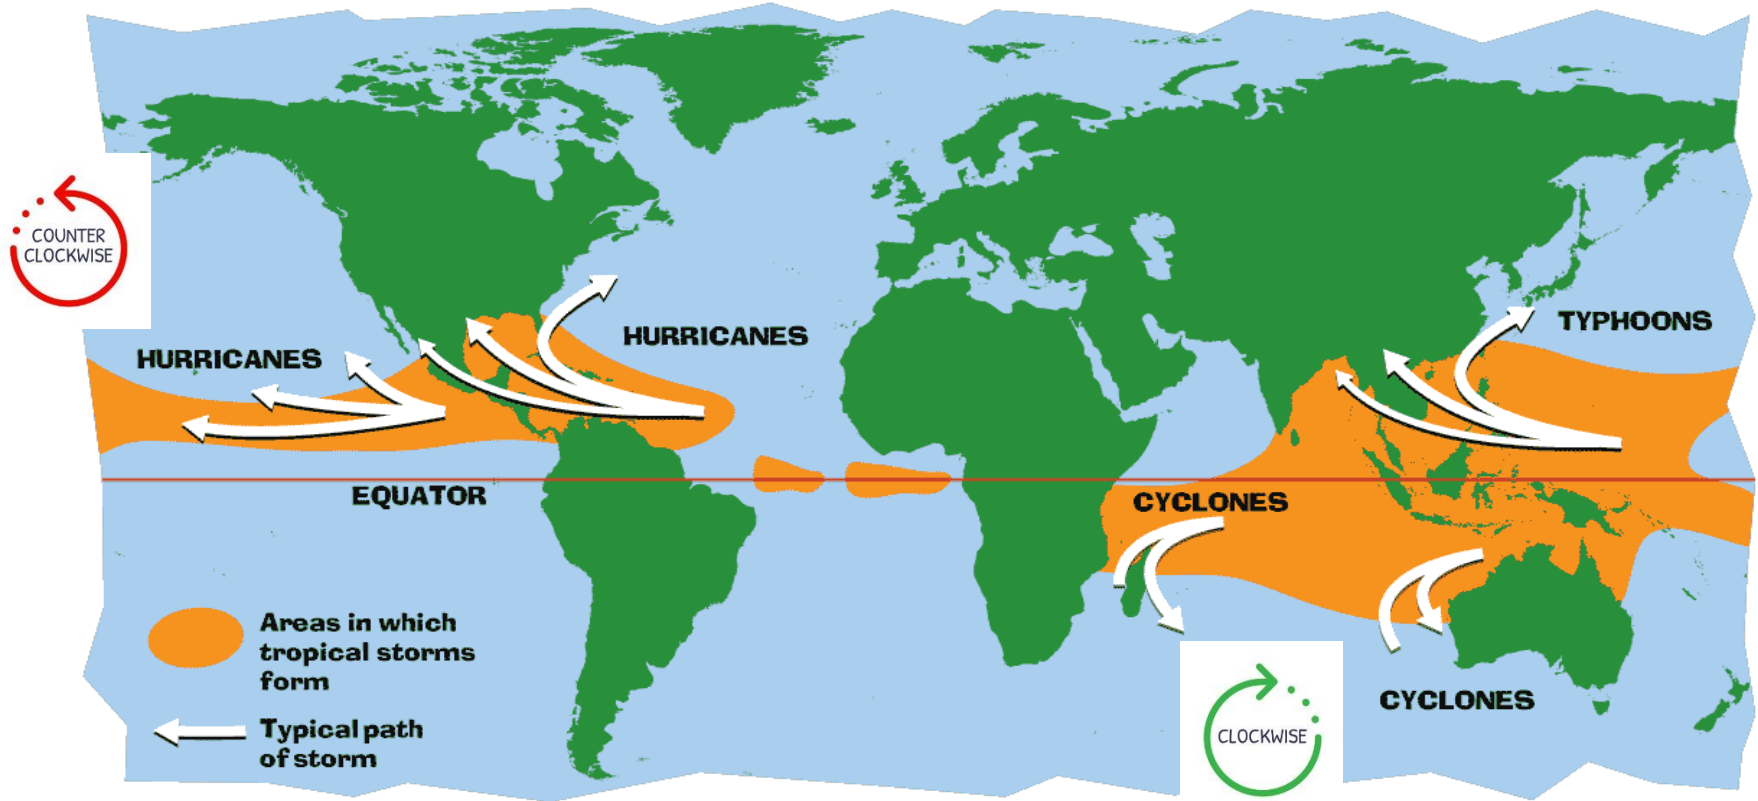 COUNTER
CLOCKWISE
HURRICANES
HURRICANES
TYPHOONS
EQUATOR
CYCLONES
Areas in which
tropical storms
form
Typical path
of storm
CYCLONES
CLOCKWISE